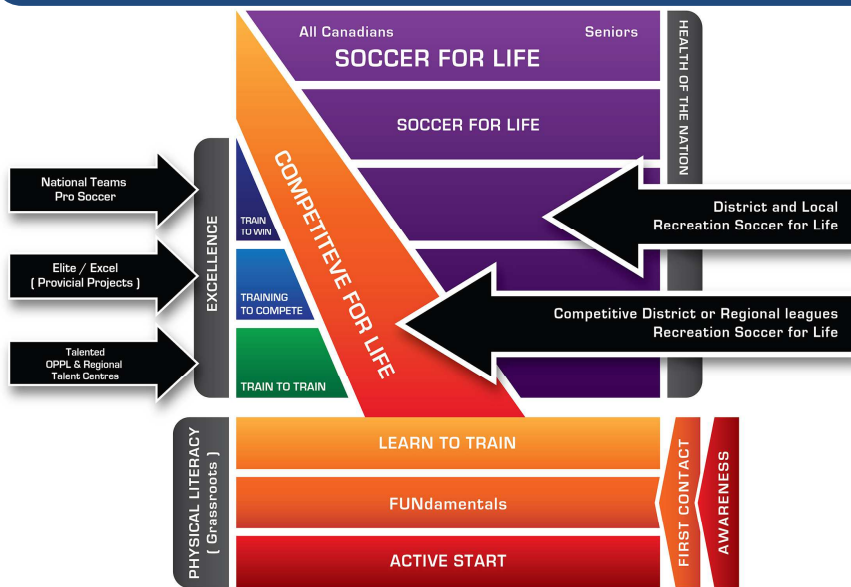 All Canadians
Seniors
SOCCER FOR LIFE
HEALTH OF THE NATION
SOCCER FOR LIFE
COMPETITEVE FOR LIFE
EXCELLENCE
National Teams
Pro Soccer
TRAIN
TO WIN
District and Local
Recreation Soccer for Life
Elite / Excel
( Provicial Projects )
TRAINING
TO COMPETE
Competitive District or Regional leagues
Recreation Soccer for Life
Talented
OPPL & Regional
Talent Centres
TRAIN TO TRAIN
PHYSICAL LITERACY
( Grassroots )
LEARN TO TRAIN
FUNdamentals
ACTIVE START
FIRST CONTACT
AWARENESS